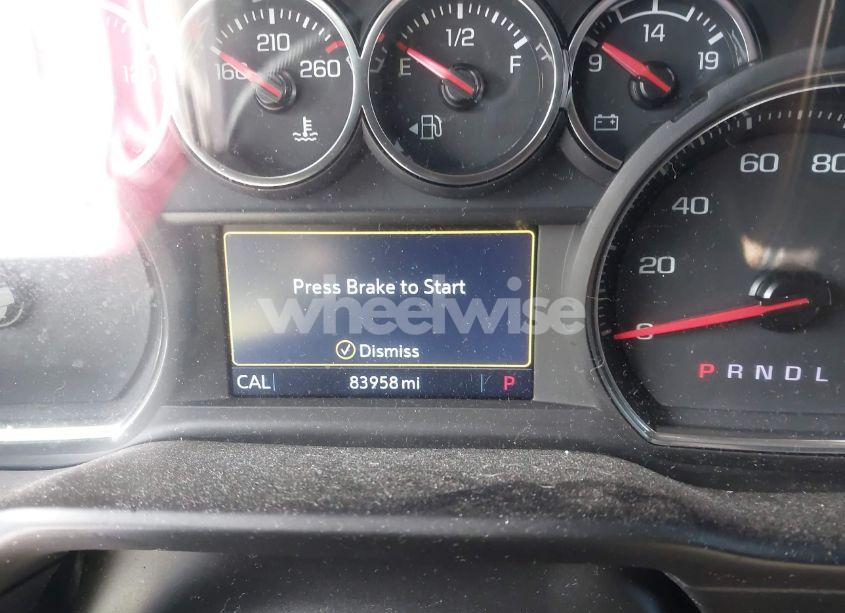 120
160 210 260
E 1/2 F
9 14 19
20 40 60 80
0
Press Brake to Start
wheelwise
Dismiss
CAL 83958 mi P
P R N D L